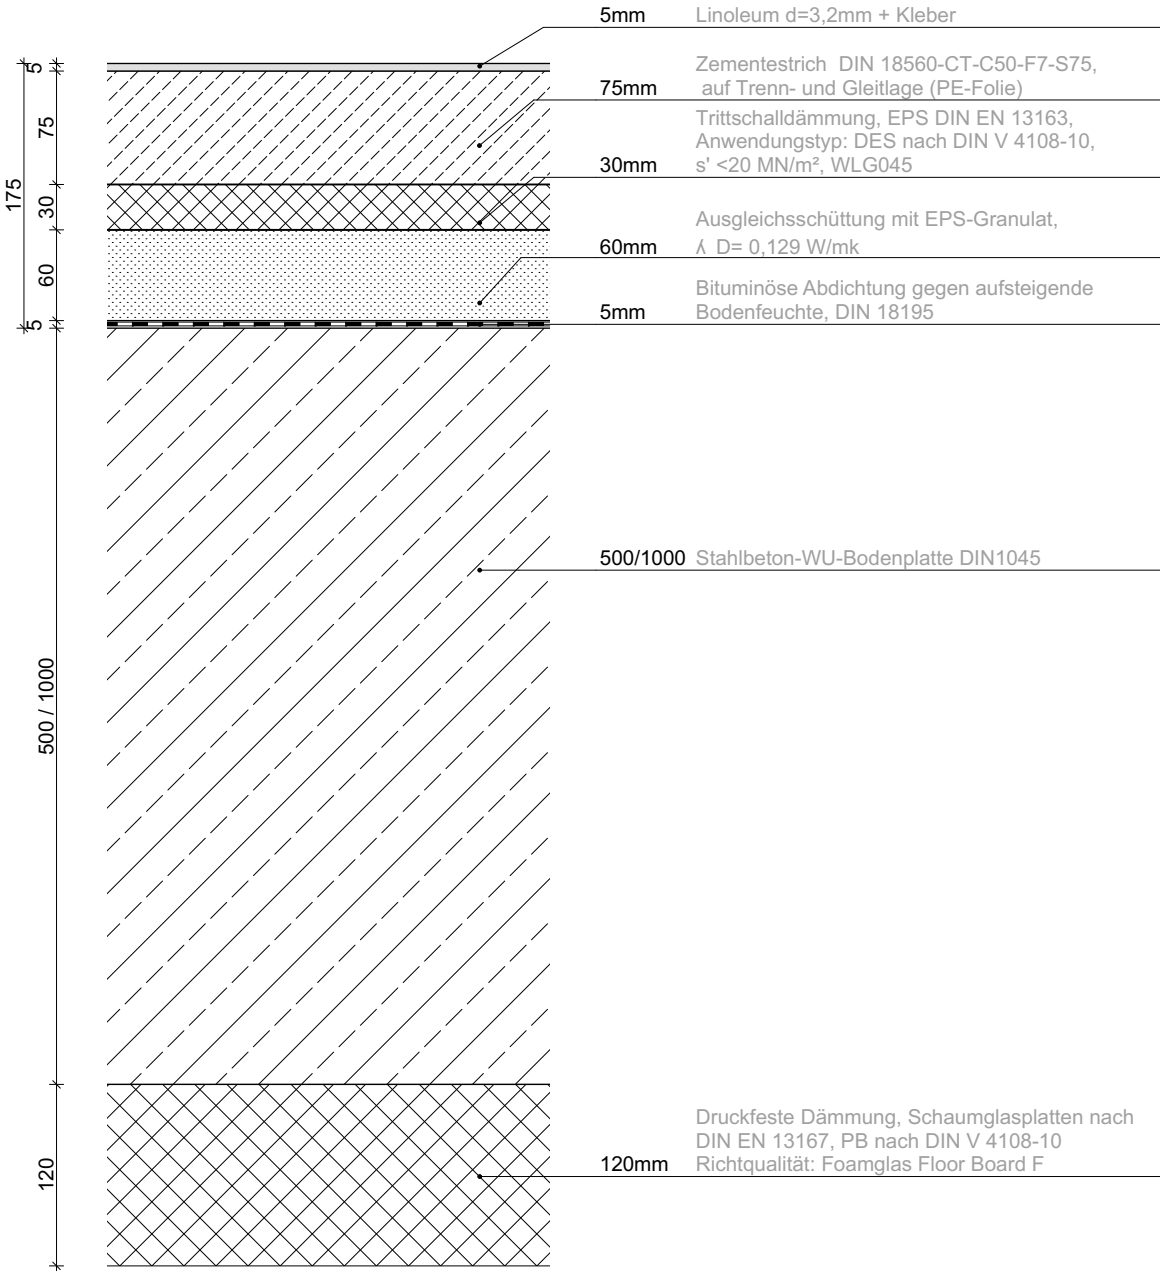 5mm Linoleum d=3,2mm + Kleber
Zementestrich DIN 18560-CT-C50-F7-S75,
75mm auf Trenn- und Gleitlage (PE-Folie)
Trittschalldämmung, EPS DIN EN 13163,
Anwendungstyp: DES nach DIN V 4108-10,
30mm s' <20 MN/m², WLG045
Ausgleichsschüttung mit EPS-Granulat,
60mm λ D= 0,129 W/mk
Bituminöse Abdichtung gegen aufsteigende
5mm Bodenfeuchte, DIN 18195
500/1000 Stahlbeton-WU-Bodenplatte DIN1045
Druckfeste Dämmung, Schaumglasplatten nach
DIN EN 13167, PB nach DIN V 4108-10
120mm Richtqualität: Foamglas Floor Board F
175
5
75
30
60
5
500 / 1000
120